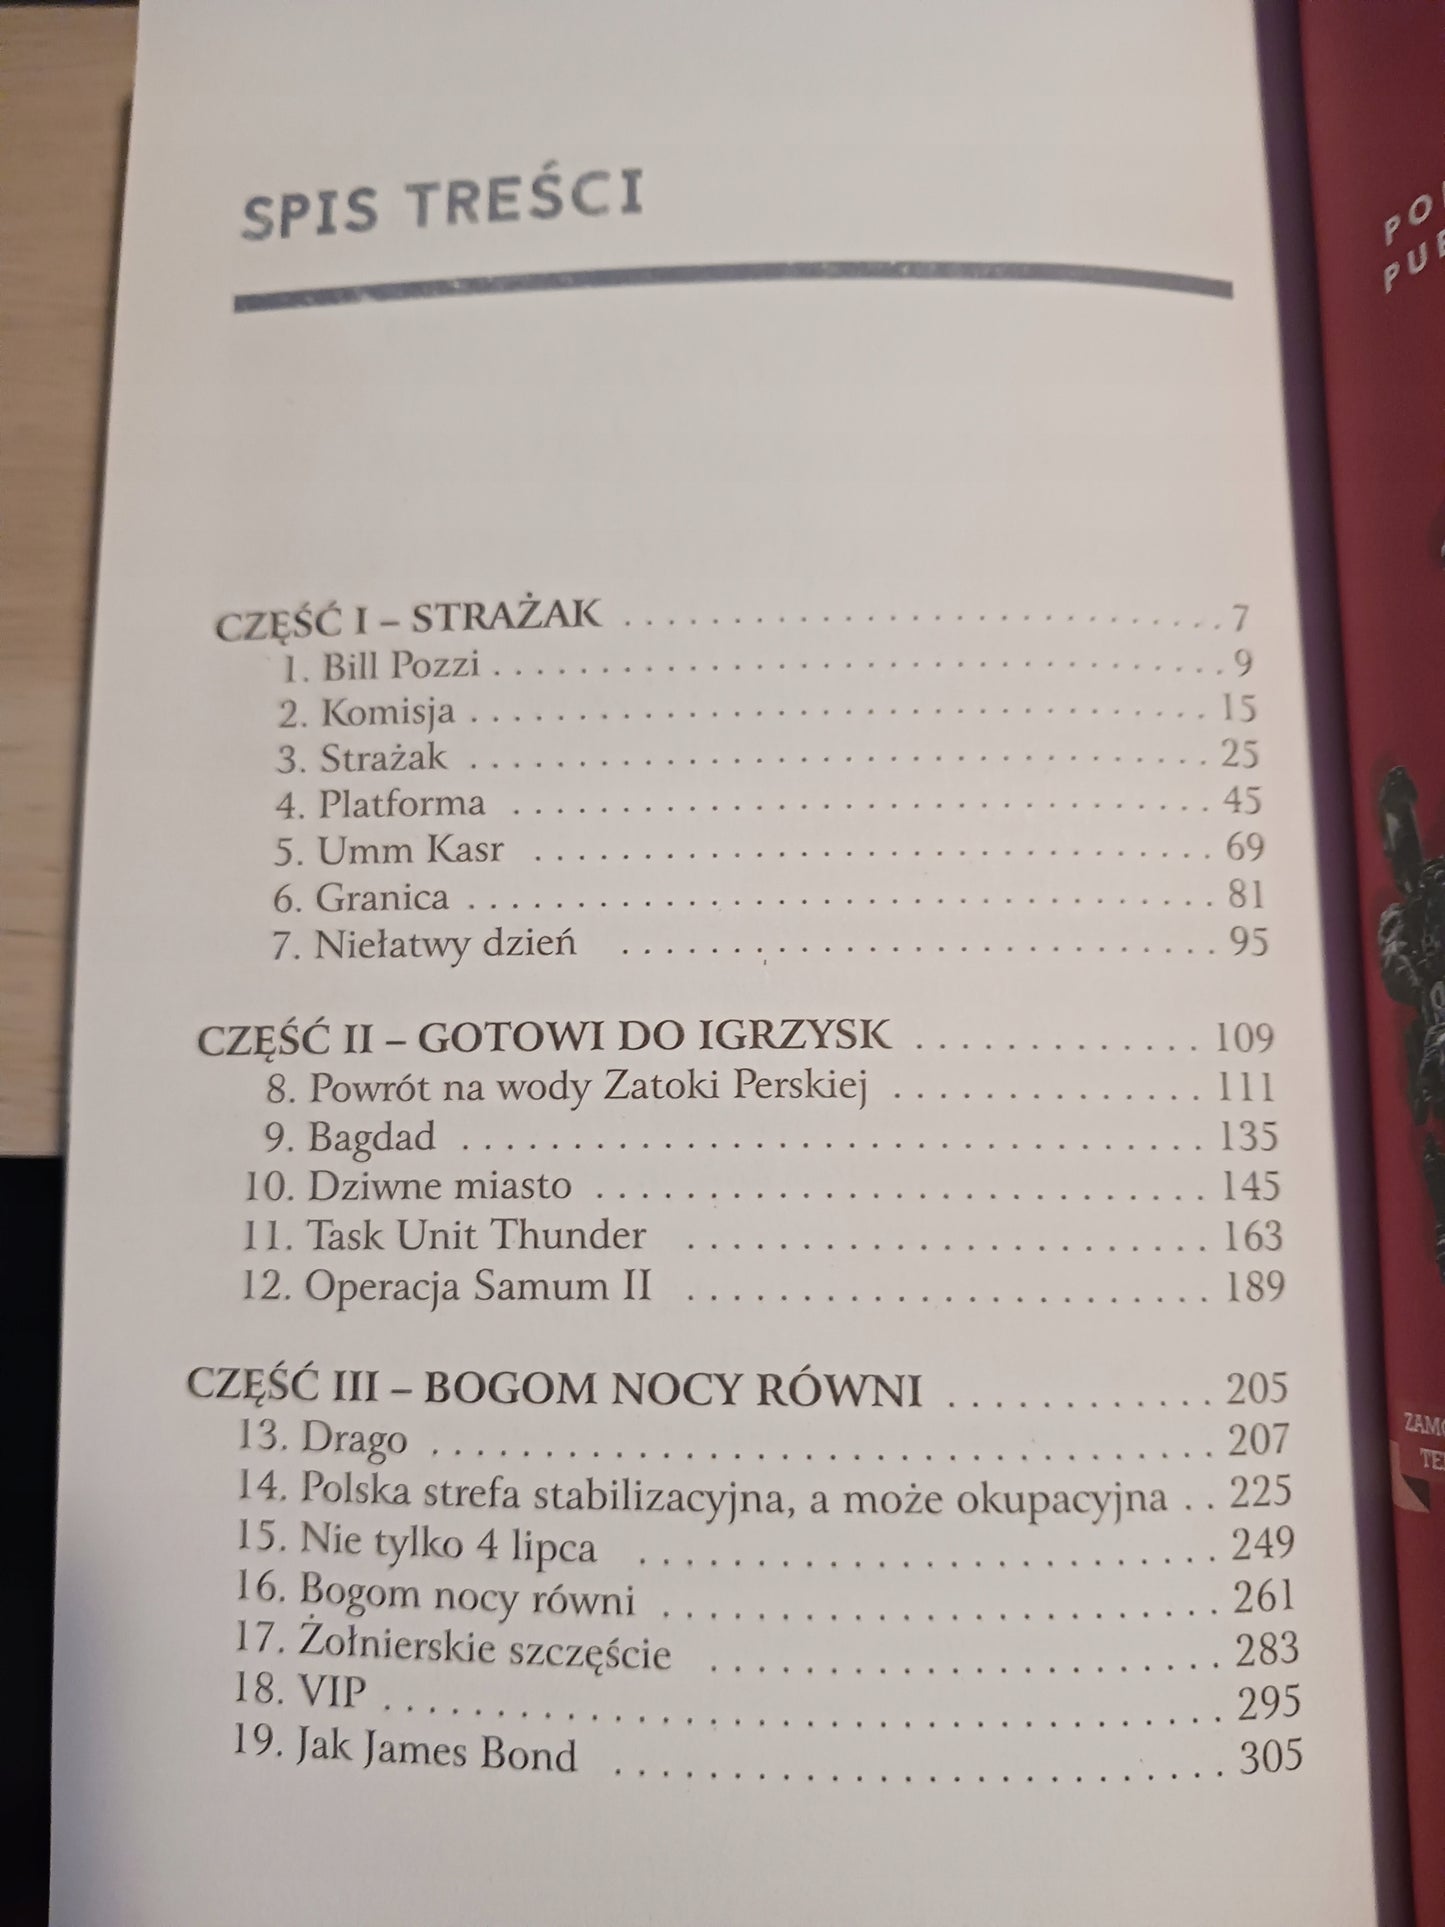 SPIS TREŚCI
CZĘŚĆ I – STRAŻAK . . . . . . . . . . . . . . . . . . . . . . . . . . . . 7
1. Bill Pozzi . . . . . . . . . . . . . . . . . . . . . . . . . . . . . . . . . . 9
2. Komisja . . . . . . . . . . . . . . . . . . . . . . . . . . . . . . . . . . 15
3. Strażak . . . . . . . . . . . . . . . . . . . . . . . . . . . . . . . . . . 25
4. Platforma . . . . . . . . . . . . . . . . . . . . . . . . . . . . . . . . 45
5. Umm Kasr . . . . . . . . . . . . . . . . . . . . . . . . . . . . . . . 69
6. Granica . . . . . . . . . . . . . . . . . . . . . . . . . . . . . . . . . . 81
7. Niełatwy dzień . . . . . . . . . . . . . . . . . . . . . . . . . . . 95
CZĘŚĆ II – GOTOWI DO IGRZYSK . . . . . . . . . . . . . 109
8. Powrót na wody Zatoki Perskiej . . . . . . . . . . . . . . 111
9. Bagdad . . . . . . . . . . . . . . . . . . . . . . . . . . . . . . . . . 135
10. Dziwne miasto . . . . . . . . . . . . . . . . . . . . . . . . . . . 145
11. Task Unit Thunder . . . . . . . . . . . . . . . . . . . . . . . 163
12. Operacja Samum II . . . . . . . . . . . . . . . . . . . . . . . 189
CZĘŚĆ III – BOGOM NOCY RÓWNI . . . . . . . . . . . . 205
13. Drago . . . . . . . . . . . . . . . . . . . . . . . . . . . . . . . . . . 207
14. Polska strefa stabilizacyjna, a może okupacyjna . . 225
15. Nie tylko 4 lipca . . . . . . . . . . . . . . . . . . . . . . . . . 249
16. Bogom nocy równi . . . . . . . . . . . . . . . . . . . . . . . . 261
17. Żołnierskie szczęście . . . . . . . . . . . . . . . . . . . . . . 283
18. VIP . . . . . . . . . . . . . . . . . . . . . . . . . . . . . . . . . . . . 295
19. Jak James Bond . . . . . . . . . . . . . . . . . . . . . . . . . . 305